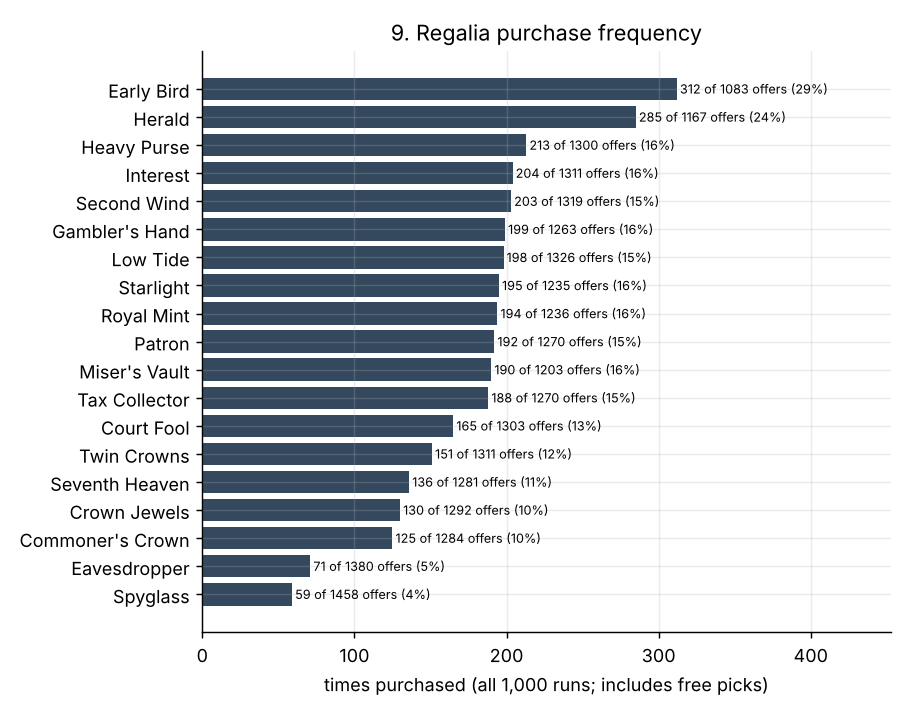 9. Regalia purchase frequency
Early Bird 312 of 1083 offers (29%)
Herald 285 of 1167 offers (24%)
Heavy Purse 213 of 1300 offers (16%)
Interest 204 of 1311 offers (16%)
Second Wind 203 of 1319 offers (15%)
Gambler's Hand 199 of 1263 offers (16%)
Low Tide 198 of 1326 offers (15%)
Starlight 195 of 1235 offers (16%)
Royal Mint 194 of 1236 offers (16%)
Patron 192 of 1270 offers (15%)
Miser's Vault 190 of 1203 offers (16%)
Tax Collector 188 of 1270 offers (15%)
Court Fool 165 of 1303 offers (13%)
Twin Crowns 151 of 1311 offers (12%)
Seventh Heaven 136 of 1281 offers (11%)
Crown Jewels 130 of 1292 offers (10%)
Commoner's Crown 125 of 1284 offers (10%)
Eavesdropper 71 of 1380 offers (5%)
Spyglass 59 of 1458 offers (4%)
0 100 200 300 400
times purchased (all 1,000 runs; includes free picks)